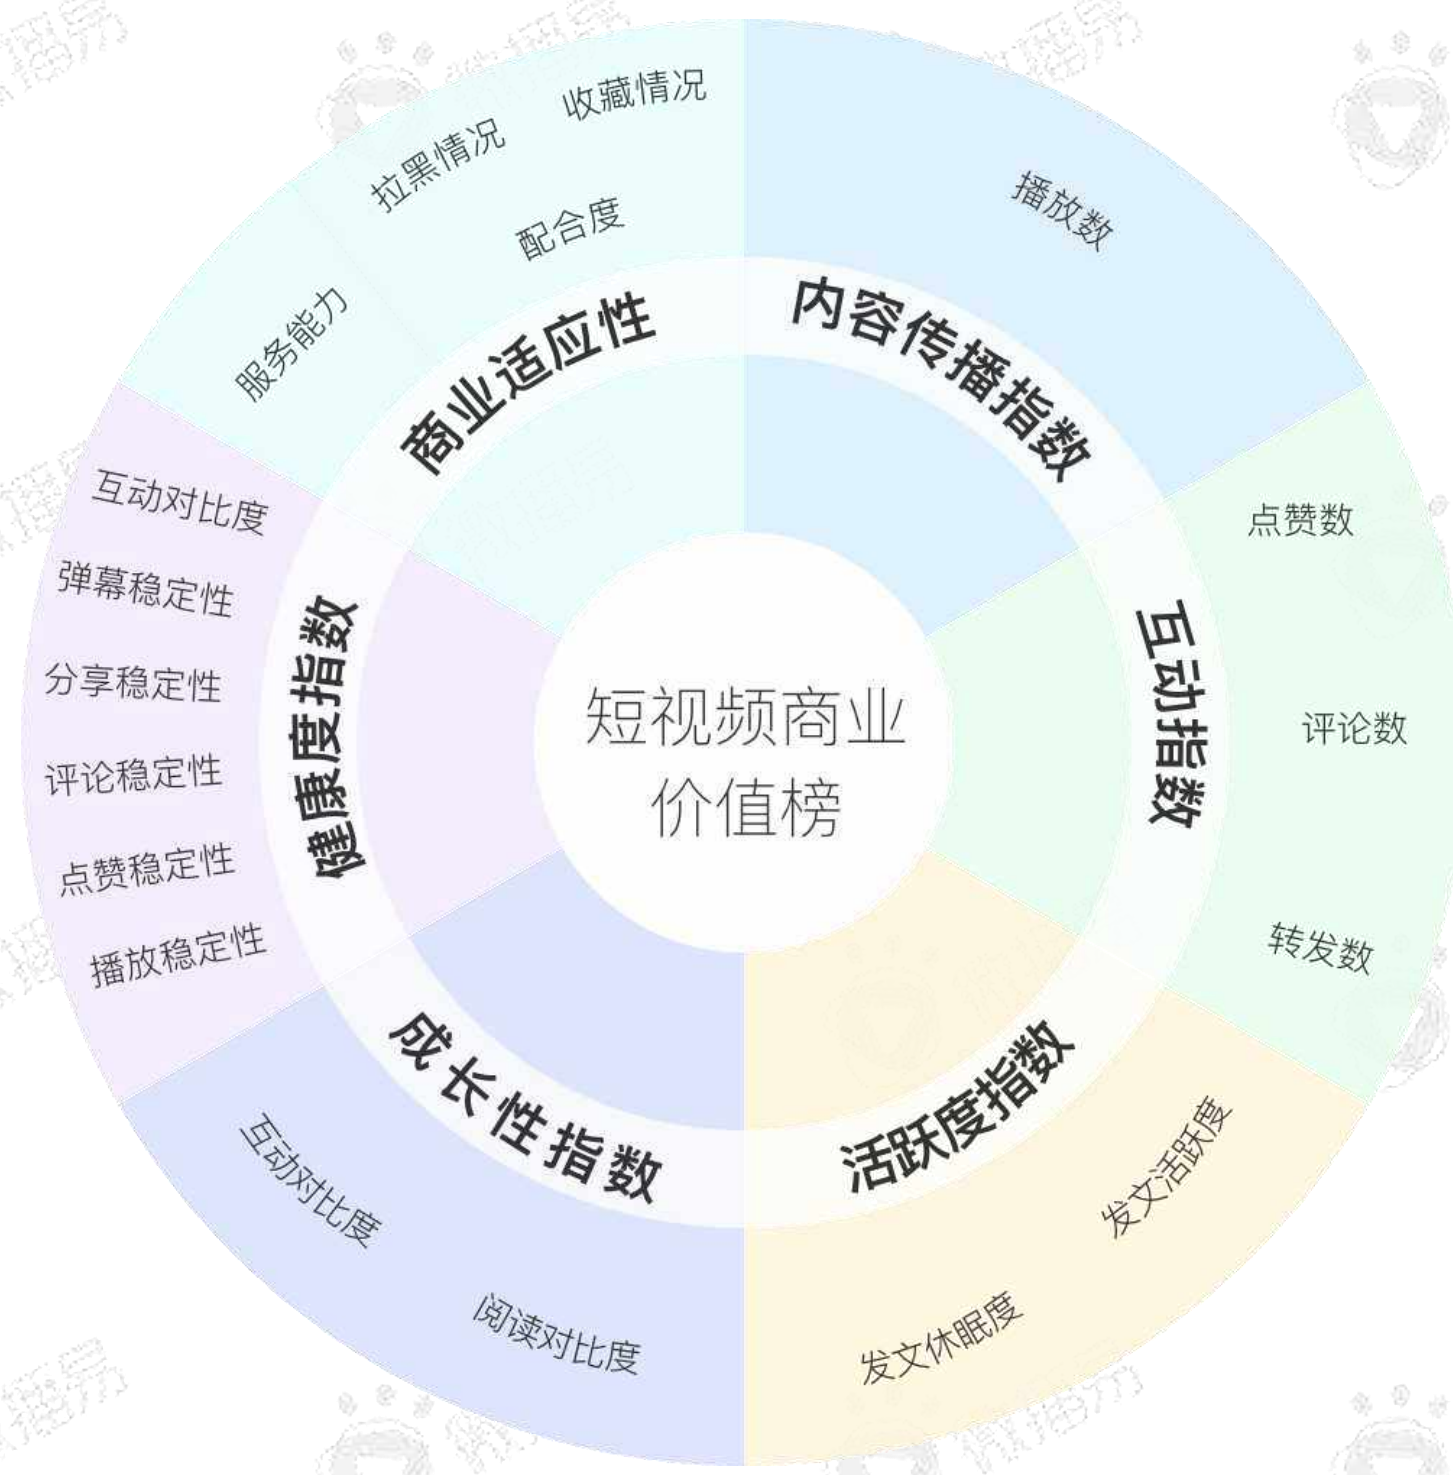 短视频商业
价值榜
内容传播指数
播放数
互动指数
点赞数
评论数
转发数
活跃度指数
发文活跃度
发文休眠度
成长性指数
互动对比度
阅读对比度
健康度指数
互动对比度
弹幕稳定性
分享稳定性
评论稳定性
点赞稳定性
播放稳定性
商业适应性
收藏情况
拉黑情况
配合度
服务能力
微播易